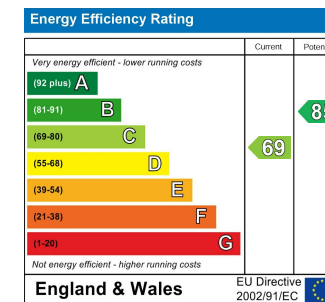 Energy Efficiency Rating
Current
Very energy efficient - lower running costs
(92 plus) A
(81-91) B
(69-80) C
(55-68) D
(39-54) E
(21-38) F
(1-20) G
69
Not energy efficient - higher running costs
England & Wales
EU Directive
2002/91/EC